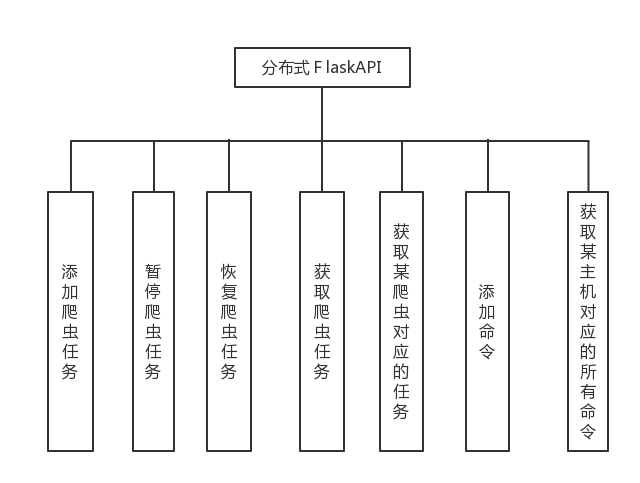 分布式 F laskAPI
添加爬虫任务
暂停爬虫任务
恢复爬虫任务
获取爬虫任务
获取某爬虫对应的任务
添加命令
获取某主机对应的所有命令